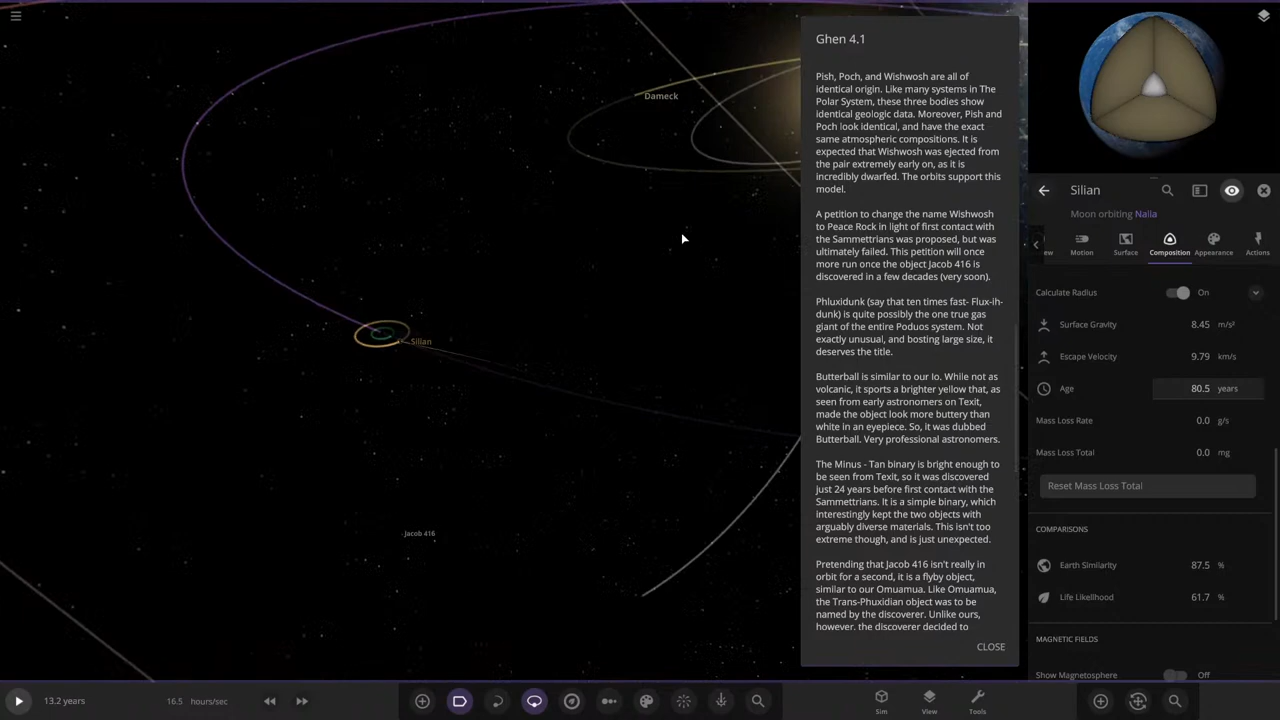 Ghen 4.1
Pish, Poch, and Wishwosh are all of
identical origin. Like many systems in The
Polar System, these three bodies show
identical geologic data. Moreover, Pish and
Poch look identical, and have the exact
same atmospheric compositions. It is
expected that Wishwosh was ejected from
the pair extremely early on, as it is
incredibly dwarfed. The orbits support this
model.
A petition to change the name Wishwosh
to Peace Rock in light of first contact with
the Sammettrians was proposed, but was
ultimately failed. This petition will once
more run once the object Jacob 416 is
discovered in a few decades (very soon).
Phluxidunk (say that ten times fast- Flux-ih-
dunk) is quite possibly the one true gas
giant of the entire Poduos system. Not
exactly unusual, and bosting large size, it
deserves the title.
Butterball is similar to our Io. While not as
volcanic, it sports a brighter yellow that, as
seen from early astronomers on Texit,
made the object look more buttery than
white in an eyepiece. So, it was dubbed
Butterball. Very professional astronomers.
The Minus - Tan binary is bright enough to
be seen from Texit, so it was discovered
just 24 years before first contact with the
Sammettrians. It is a simple binary, which
interestingly kept the two objects with
arguably diverse materials. This isn't too
extreme though, and is just unexpected.
Pretending that Jacob 416 isn't really in
orbit for a second, it is a flyby object,
similar to our Omuamua. Like Omuamua,
the Trans-Phuxidian object was to be
named by the discoverer. Unlike ours,
however, the discoverer decided to
CLOSE
Dameck
Silian
Jacob 416
Silian
Moon orbiting Nalia
ew
Motion
Surface
Composition
Appearance
Actions
Calculate Radius On
Surface Gravity 8.45 m/s²
Escape Velocity 9.79 km/s
Age 80.5 years
Mass Loss Rate 0.0 g/s
Mass Loss Total 0.0 mg
Reset Mass Loss Total
COMPARISONS
Earth Similarity 87.5 %
Life Likelihood 61.7 %
MAGNETIC FIELDS
Show Magnetosphere Off
13.2 years
16.5 hours/sec
Sim
View
Tools